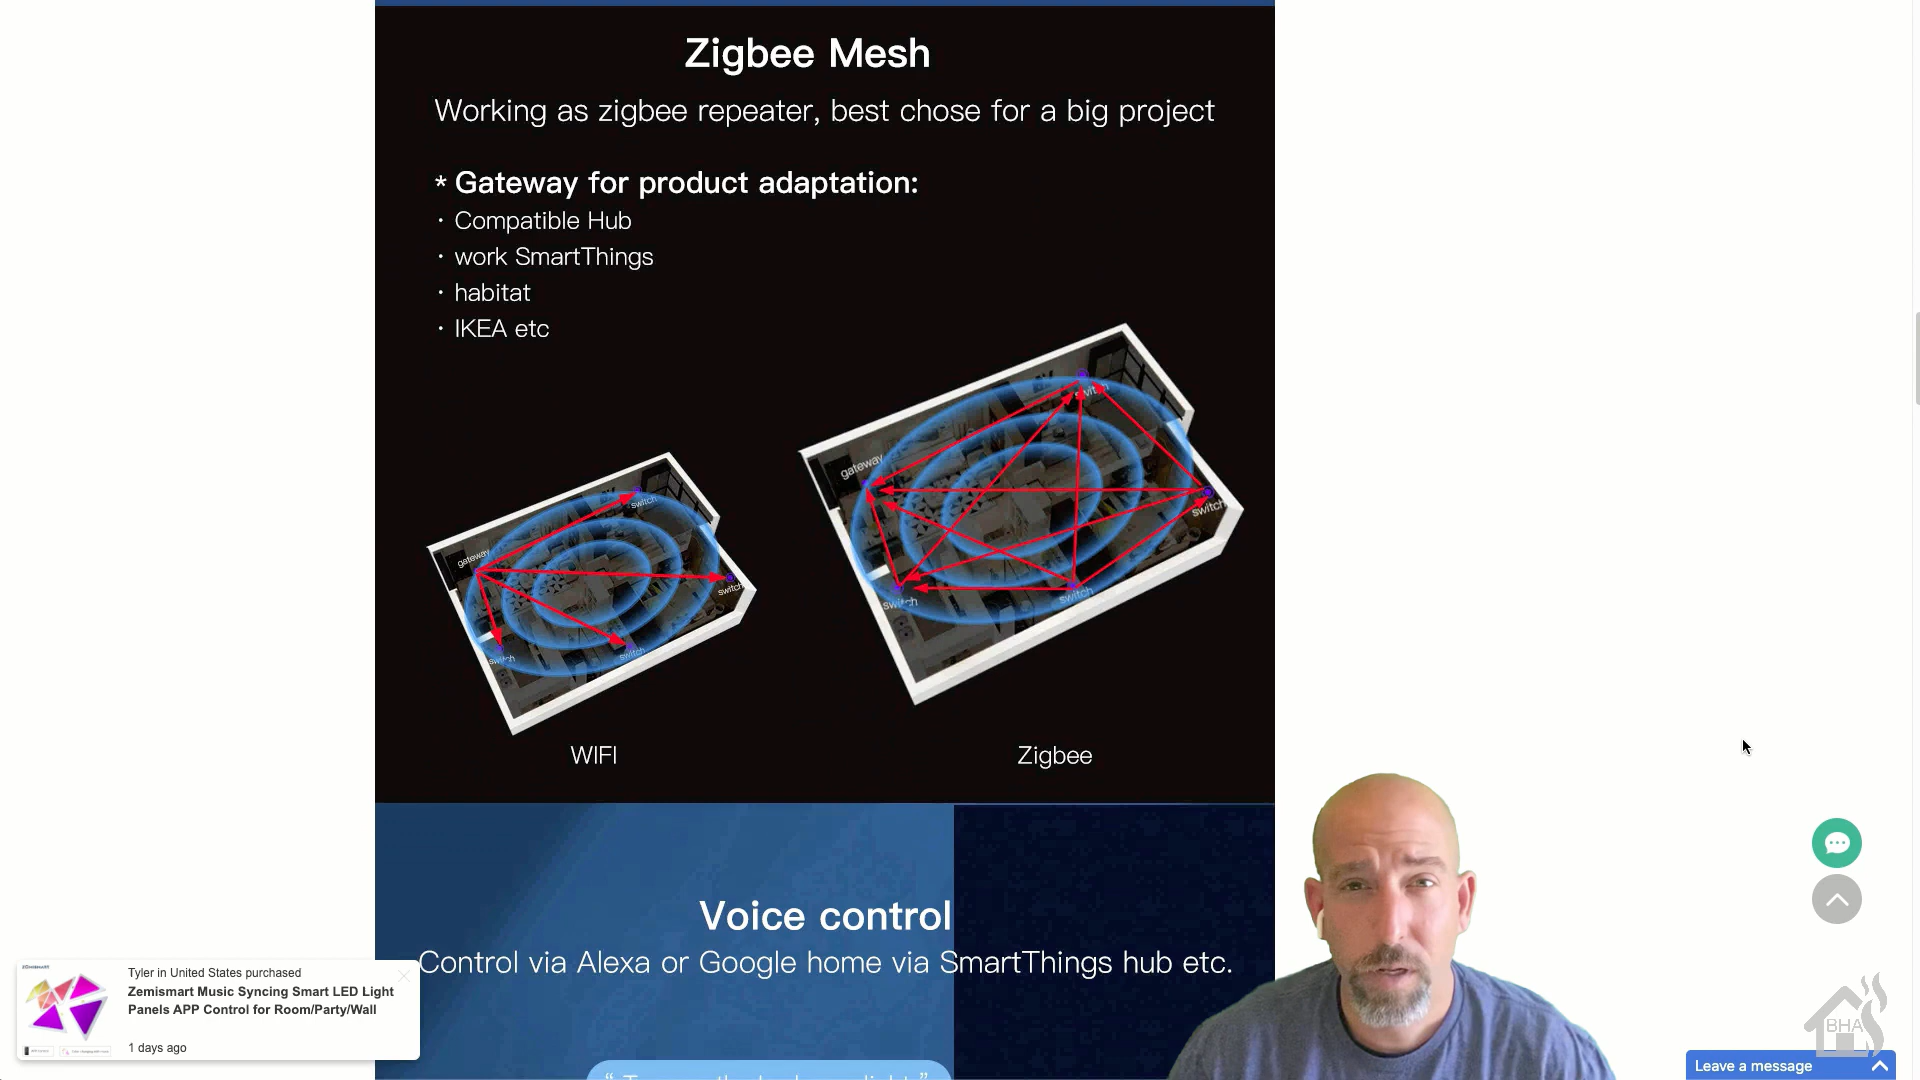 Zigbee Mesh
Working as zigbee repeater, best chose for a big project
* Gateway for product adaptation:
· Compatible Hub
· work SmartThings
· habitat
· IKEA etc
gateway
switch
switch
switch
switch
gateway
switch
switch
switch
switch
WIFI
Zigbee
Voice control
Control via Alexa or Google home via SmartThings hub etc.
Tyler in United States purchased
Zemismart Music Syncing Smart LED Light
Panels APP Control for Room/Party/Wall
1 days ago
BHA
Leave a message